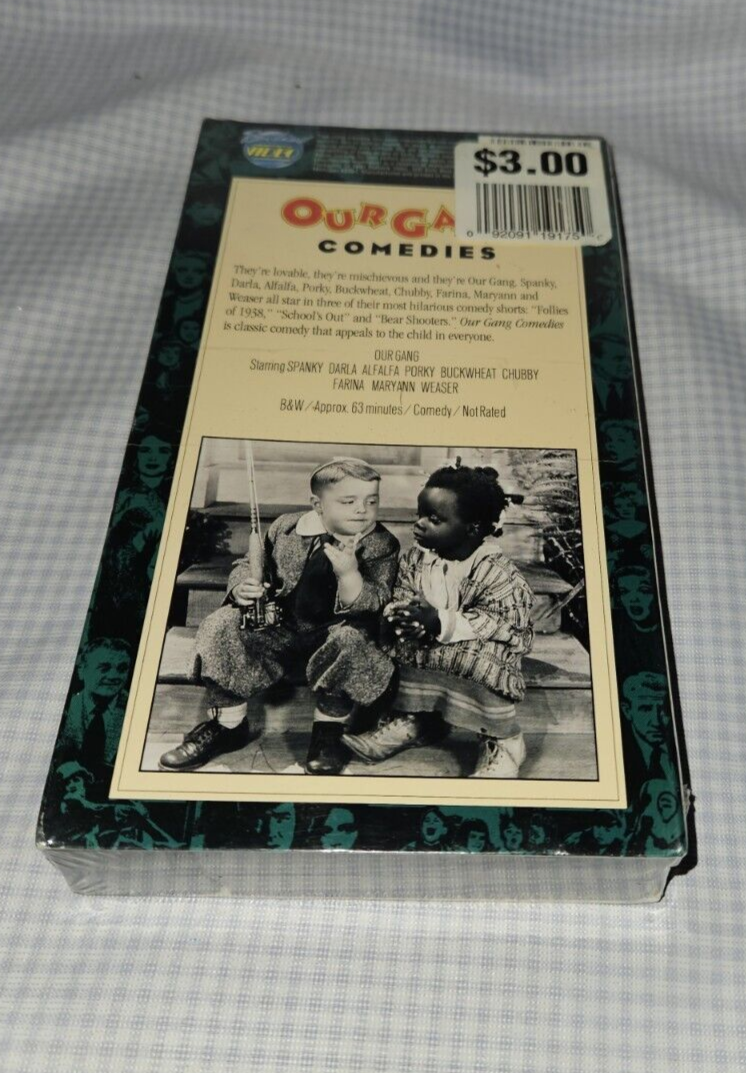 $3.00
0 92091 19175
OUR GA
COMEDIES
They're lovable, they're mischievous and they're Our Gang. Spanky,
Darla, Alfalfa, Porky, Buckwheat, Chubby, Farina, Maryann and
Weaser all star in three of their most hilarious comedy shorts: "Follies
of 1938," "School's Out" and "Bear Shooters." Our Gang Comedies
is classic comedy that appeals to the child in everyone.
OUR GANG
Starring SPANKY DARLA ALFALFA PORKY BUCKWHEAT CHUBBY
FARINA MARYANN WEASER
B&W / Approx. 63 minutes / Comedy / Not Rated